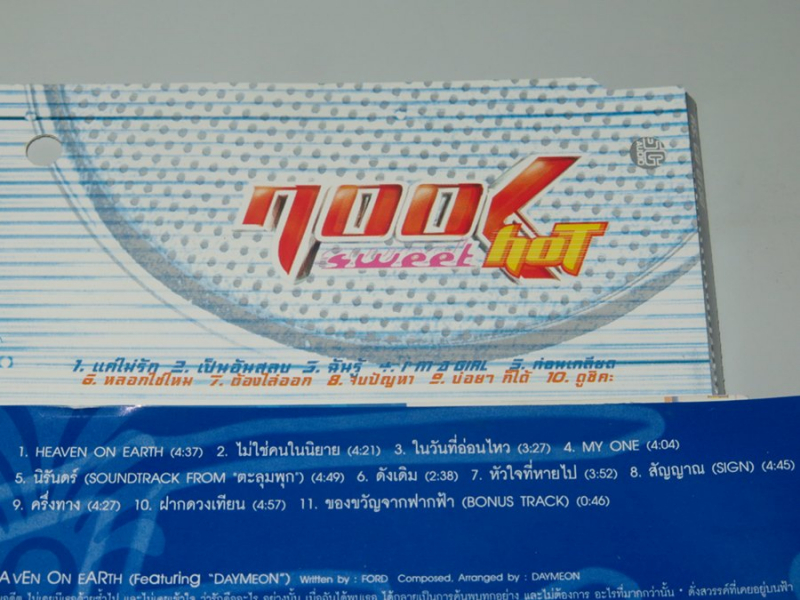 700K
sweet hot
1. แค่ไม่รัก 2. เป็นอันสลบ 3. ฉันรู้ 4. I'M A GIRL 5. ก่อนเกลียด
6. หลอกใช่ไหม 7. ต้องไล่ออก 8. จบปัญหา 9. บ่อยๆ ก็ได้ 10. ดูซิคะ
1. HEAVEN ON EARTH (4:37) 2. ไม่ใช่คนในนิยาย (4:21) 3. ในวันที่อ่อนไหว (3:27) 4. MY ONE (4:04)
5. นิรันดร์ (SOUNDTRACK FROM "ตะลุมพุก") (4:49) 6. ดังเดิม (2:38) 7. หัวใจที่หายไป (3:52) 8. สัญญาณ (SIGN) (4:45)
9. ครึ่งทาง (4:27) 10. ฝากดวงเทียน (4:57) 11. ของขวัญจากฟากฟ้า (BONUS TRACK) (0:46)
AVEN ON EARTH (Featuring "DAYMEON") Written by : FORD Composed, Arranged by : DAYMEON